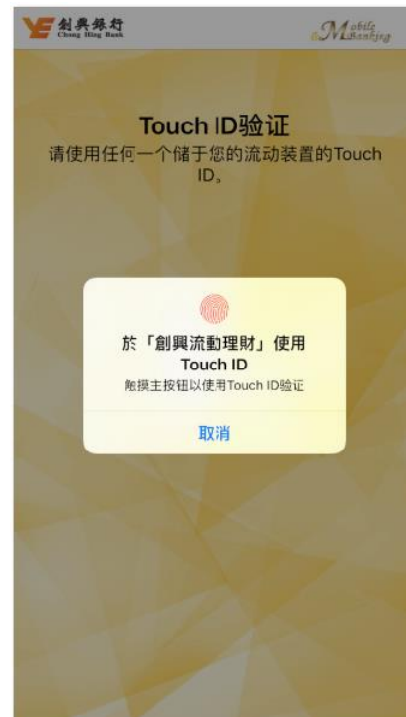 創興銀行
Chong Hing Bank
Mobile
Banking
Touch ID验证
请使用任何一个储于您的流动装置的Touch
ID。
於「創興流動理財」使用
Touch ID
触摸主按钮以使用Touch ID验证
取消